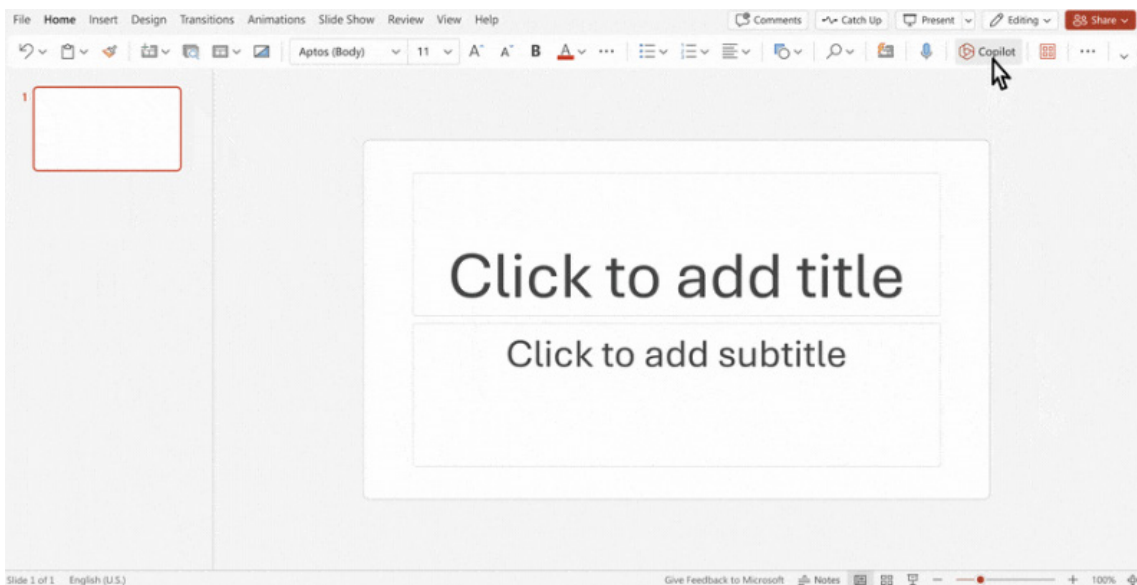 File Home Insert Design Transitions Animations Slide Show Review View Help Comments Catch Up Present Editing Share
Aptos (Body) 11 A A B A Copilot
1
Click to add title
Click to add subtitle
Slide 1 of 1 English (U.S.) Give Feedback to Microsoft Notes 100%